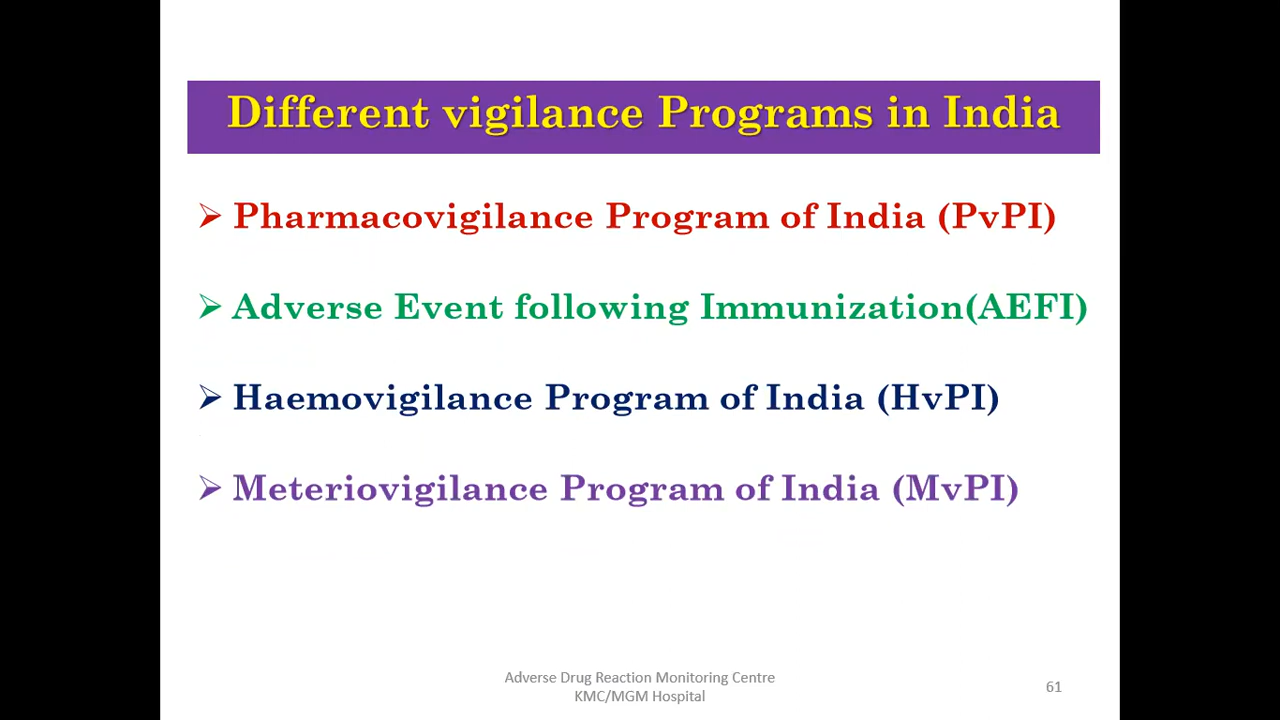 Different vigilance Programs in India
➢ Pharmacovigilance Program of India (PvPI)
➢ Adverse Event following Immunization(AEFI)
➢ Haemovigilance Program of India (HvPI)
➢ Meteriovigilance Program of India (MvPI)
Adverse Drug Reaction Monitoring Centre
KMC/MGM Hospital
61